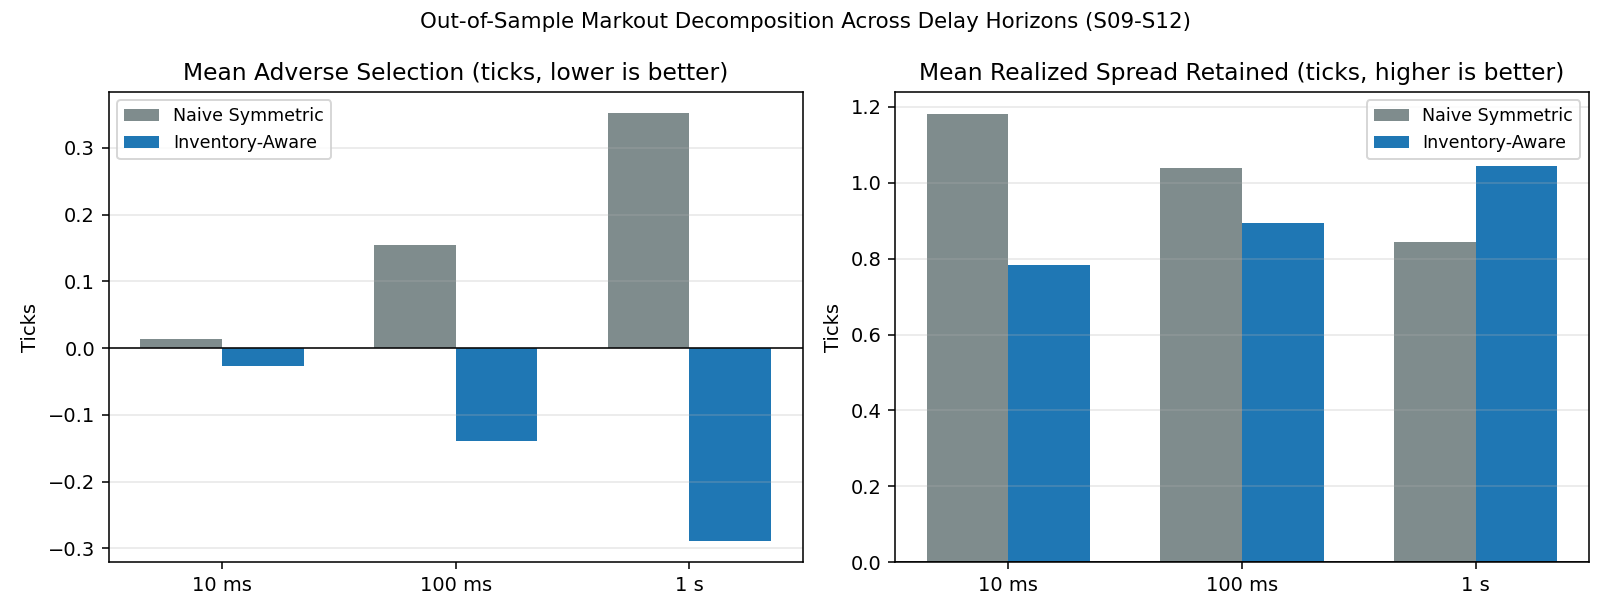 Out-of-Sample Markout Decomposition Across Delay Horizons (S09-S12)
Mean Adverse Selection (ticks, lower is better)
Naive Symmetric
Inventory-Aware
Ticks
0.3
0.2
0.1
0.0
−0.1
−0.2
−0.3
10 ms
100 ms
1 s
Mean Realized Spread Retained (ticks, higher is better)
Naive Symmetric
Inventory-Aware
Ticks
1.2
1.0
0.8
0.6
0.4
0.2
0.0
10 ms
100 ms
1 s